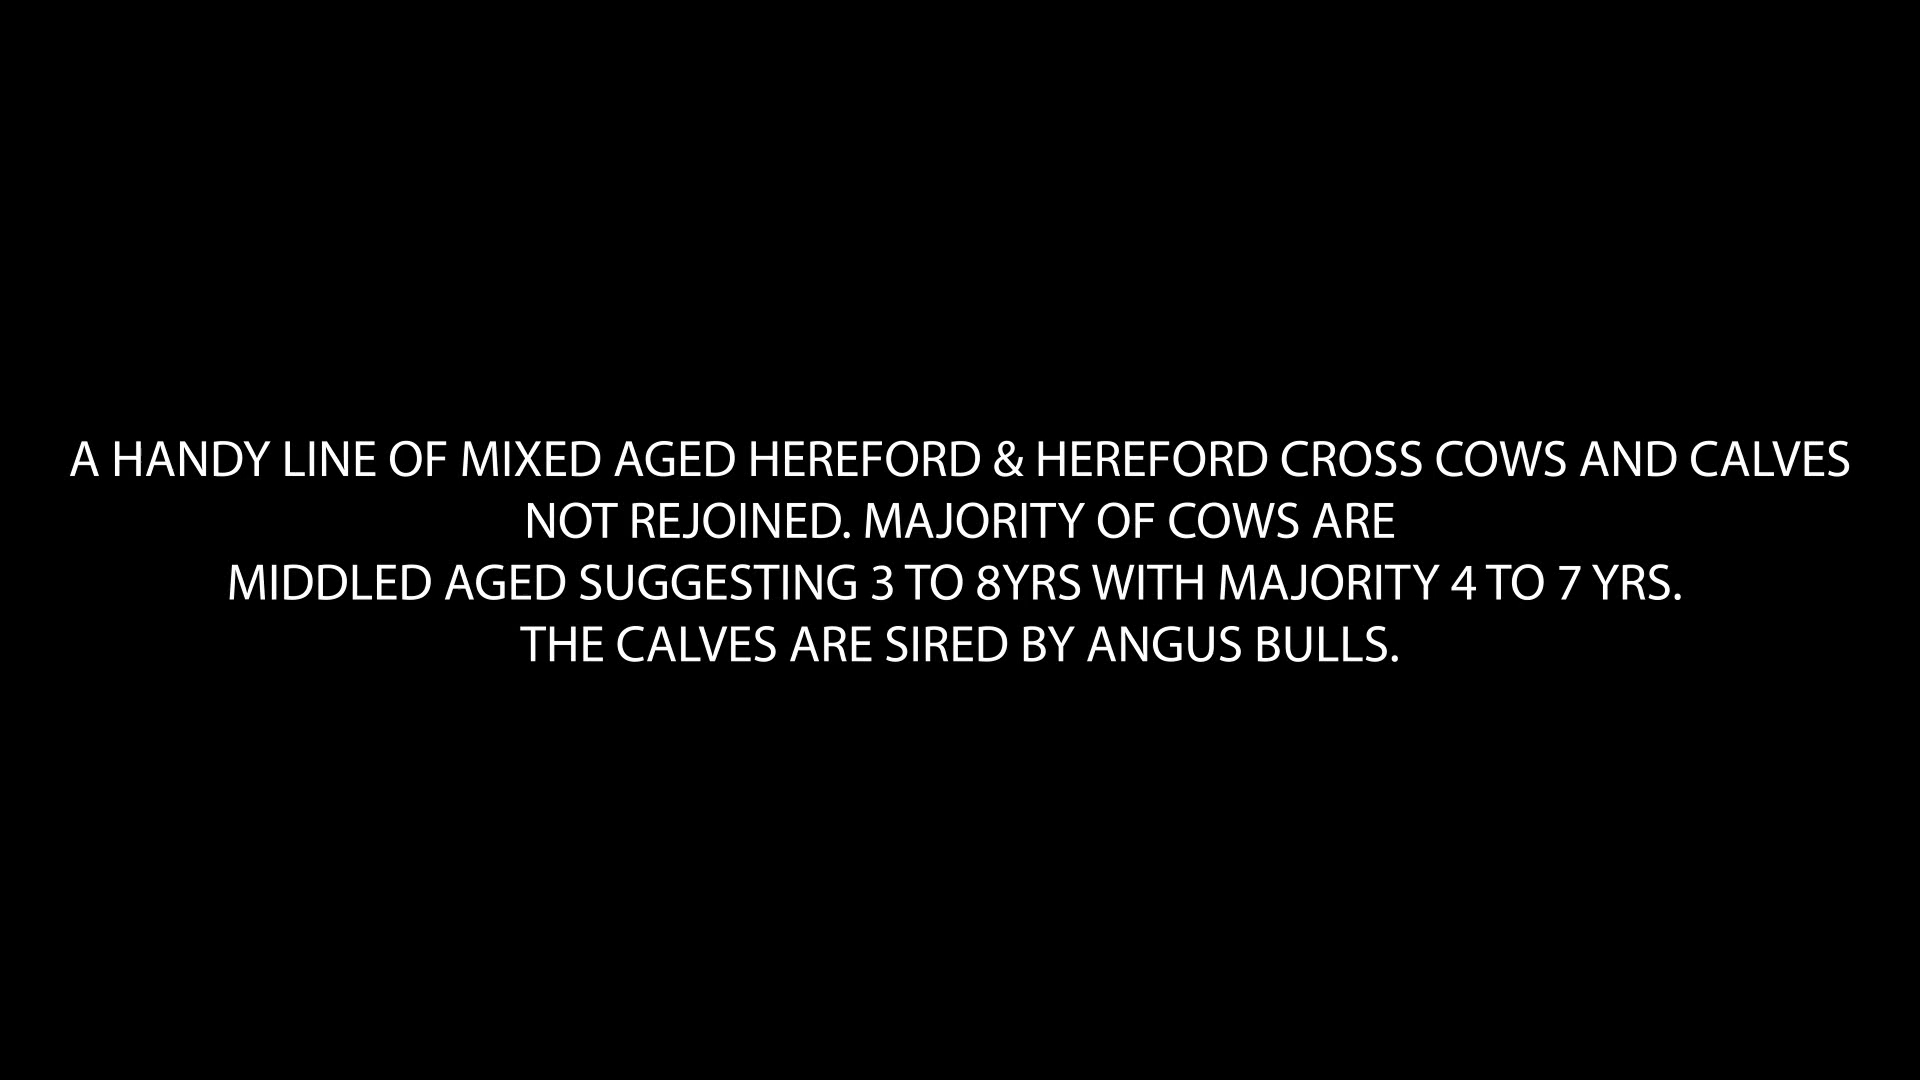 A HANDY LINE OF MIXED AGED HEREFORD & HEREFORD CROSS COWS AND CALVES
NOT REJOINED. MAJORITY OF COWS ARE
MIDDLED AGED SUGGESTING 3 TO 8YRS WITH MAJORITY 4 TO 7 YRS.
THE CALVES ARE SIRED BY ANGUS BULLS.